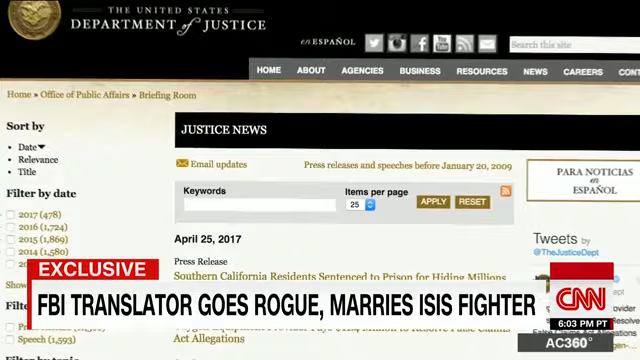 THE UNITED STATES
DEPARTMENT of JUSTICE
en ESPAÑOL
Search this site
HOME ABOUT AGENCIES BUSINESS RESOURCES NEWS CAREERS
Home » Office of Public Affairs » Briefing Room
Sort by
Date
Relevance
Title
Filter by date
2017 (478)
2016 (1,724)
2015 (1,869)
2014 (1,580)
JUSTICE NEWS
Email updates
Press releases and speeches before January 20, 2009
Keywords
Items per page
25
APPLY
RESET
April 25, 2017
Press Release
Southern California Residents Sentenced to Prison for Hiding Millions
Act Allegations
Speech (1,593)
PARA NOTICIAS
en
ESPAÑOL
Tweets by
@TheJusticeDept
EXCLUSIVE
FBI TRANSLATOR GOES ROGUE, MARRIES ISIS FIGHTER
CNN
6:03 PM PT
AC360°